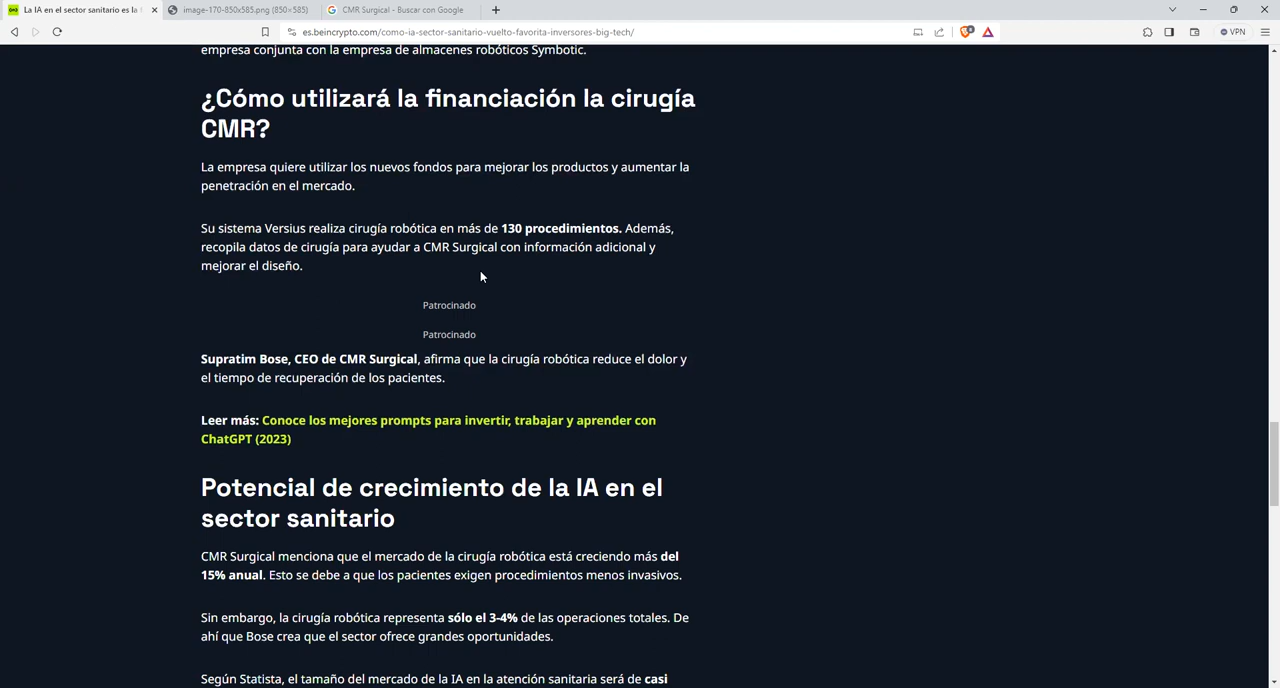 La IA en el sector sanitario es la f
image-170-850x585.png (850×585)
CMR Surgical - Buscar con Google
es.beincrypto.com/como-ia-sector-sanitario-vuelto-favorita-inversores-big-tech/
VPN
empresa conjunta con la empresa de almacenes robóticos Symbotic.
¿Cómo utilizará la financiación la cirugía
CMR?
La empresa quiere utilizar los nuevos fondos para mejorar los productos y aumentar la
penetración en el mercado.
Su sistema Versius realiza cirugía robótica en más de 130 procedimientos. Además,
recopila datos de cirugía para ayudar a CMR Surgical con información adicional y
mejorar el diseño.
Patrocinado
Patrocinado
Supratim Bose, CEO de CMR Surgical, afirma que la cirugía robótica reduce el dolor y
el tiempo de recuperación de los pacientes.
Leer más: Conoce los mejores prompts para invertir, trabajar y aprender con
ChatGPT (2023)
Potencial de crecimiento de la IA en el
sector sanitario
CMR Surgical menciona que el mercado de la cirugía robótica está creciendo más del
15% anual. Esto se debe a que los pacientes exigen procedimientos menos invasivos.
Sin embargo, la cirugía robótica representa sólo el 3-4% de las operaciones totales. De
ahí que Bose crea que el sector ofrece grandes oportunidades.
Según Statista, el tamaño del mercado de la IA en la atención sanitaria será de casi